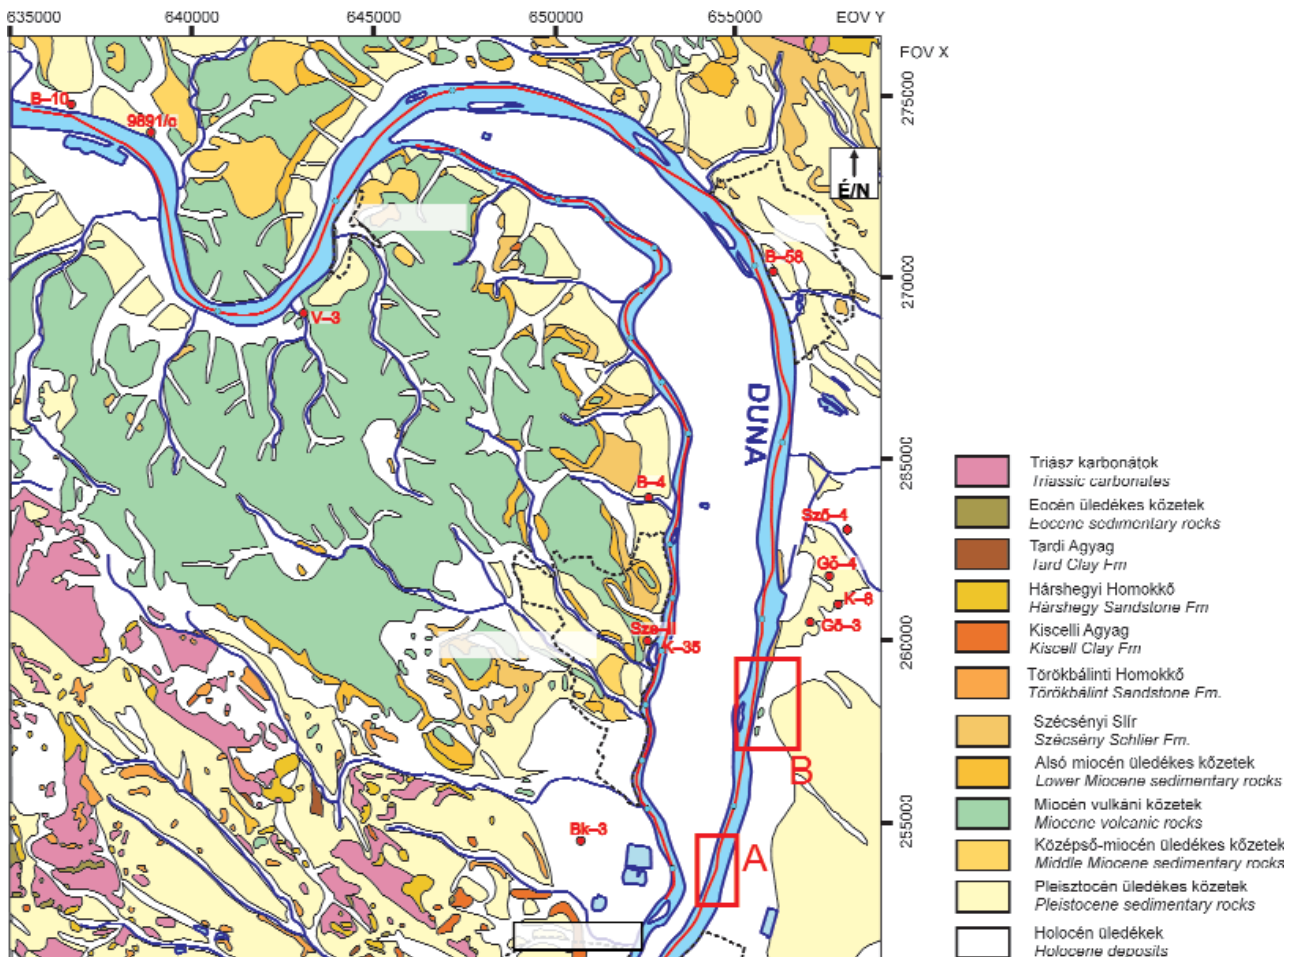 635000 640000 645000 650000 655000 EOV Y
FOV X
275000
B–10
9891/c
É/N
B–58
270000
V–3
DUNA
265000
B–4
Sző–4
Gő–4
K–8
Gő–3
Sze–II
K–35
260000
B
255000
Bk–3
A
Triász karbonátok
Triassic carbonates
Eocén üledékes kőzetek
Eocene sedimentary rocks
Tardi Agyag
Tard Clay Fm
Hárshegyi Homokkő
Hárshegy Sandstone Fm
Kiscelli Agyag
Kiscell Clay Fm
Törökbálinti Homokkő
Törökbálint Sandstone Fm.
Szécsényi Slír
Szécsény Schlier Fm.
Alsó miocén üledékes kőzetek
Lower Miocene sedimentary rocks
Miocén vulkáni kőzetek
Miocene volcanic rocks
Középső-miocén üledékes kőzetek
Middle Miocene sedimentary rocks
Pleisztocén üledékes kőzetek
Pleistocene sedimentary rocks
Holocén üledékek
Holocene deposits